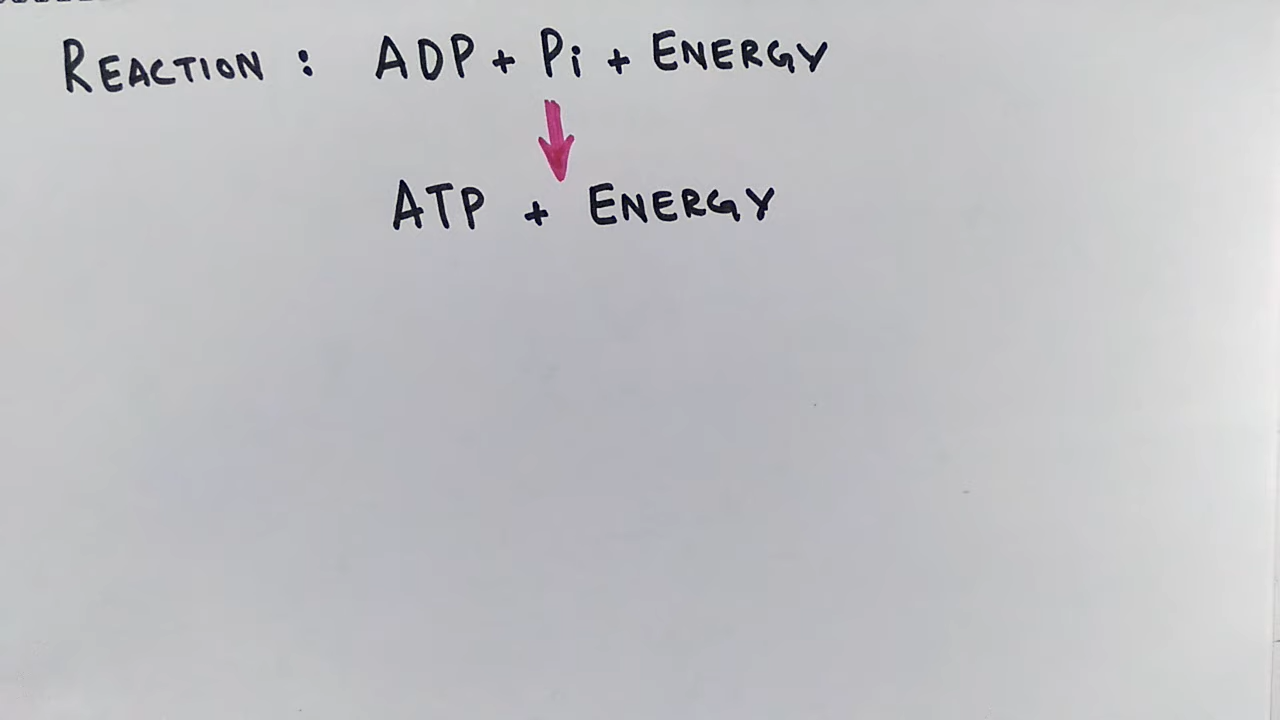 REACTION : ADP + Pi + ENERGY
ATP + ENERGY